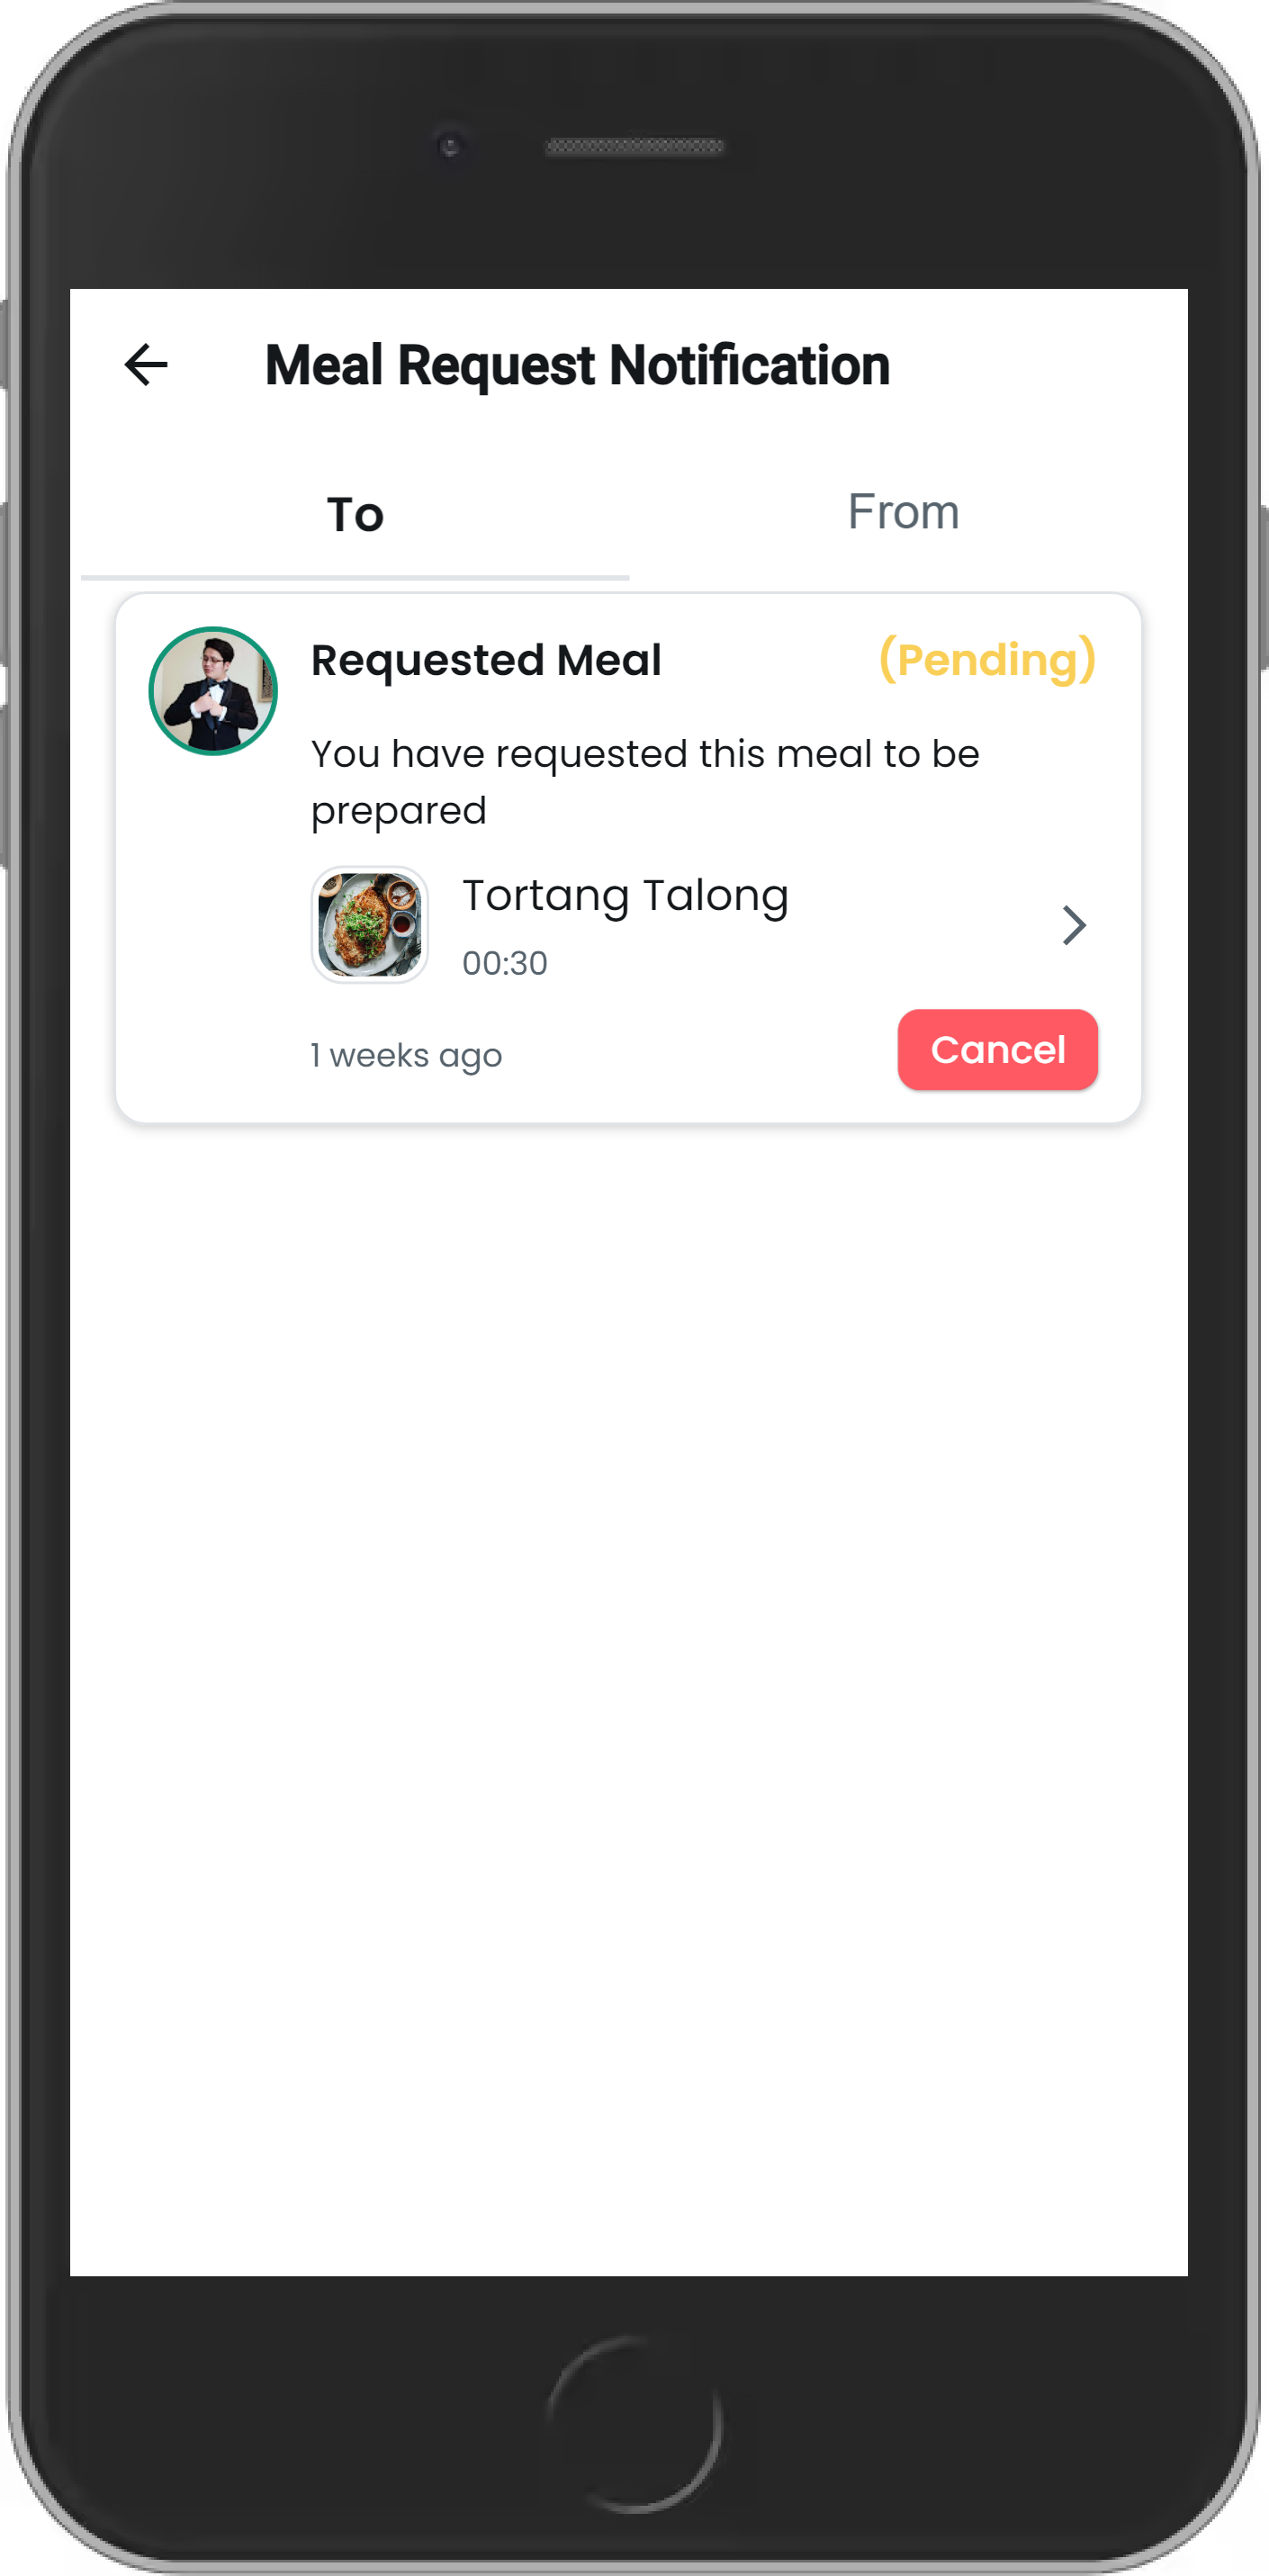 Meal Request Notification
To
From
Requested Meal
(Pending)
You have requested this meal to be
prepared
Tortang Talong
00:30
1 weeks ago
Cancel